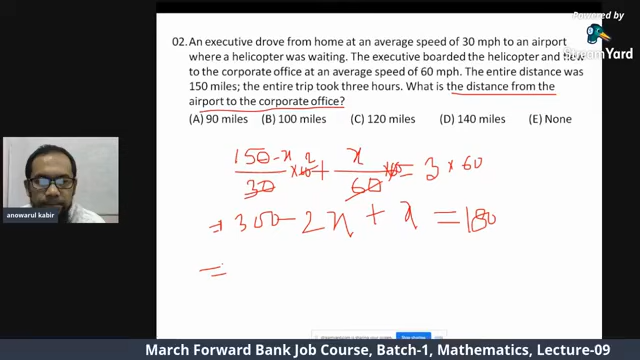 Powered by
StreamYard
02. An executive drove from home at an average speed of 30 mph to an airport
where a helicopter was waiting. The executive boarded the helicopter and flew
to the corporate office at an average speed of 60 mph. The entire distance was
150 miles; the entire trip took three hours. What is the distance from the
airport to the corporate office?
(A) 90 miles (B) 100 miles (C) 120 miles (D) 140 miles (E) None
150-x/30 × 60 2 + x/60 × 60 = 3 × 60
⇒ 300 - 2x + x = 180
=
anowarul kabir
March Forward Bank Job Course, Batch-1, Mathematics, Lecture-09